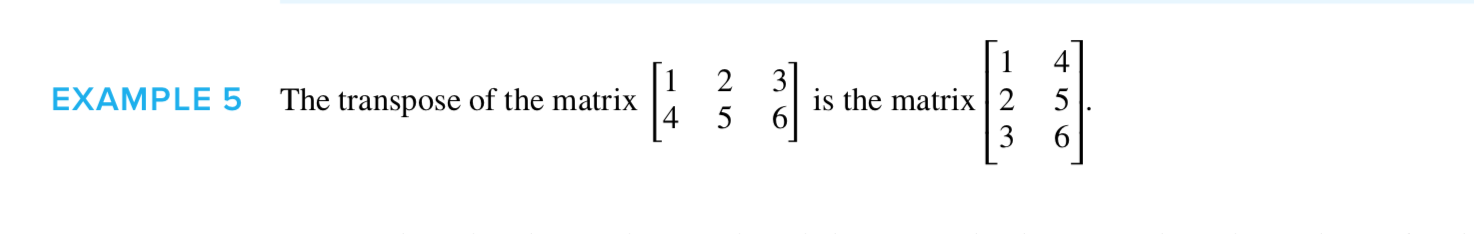 EXAMPLE 5 The transpose of the matrix [1 2 3; 4 5 6] is the matrix [1 4; 2 5; 3 6].